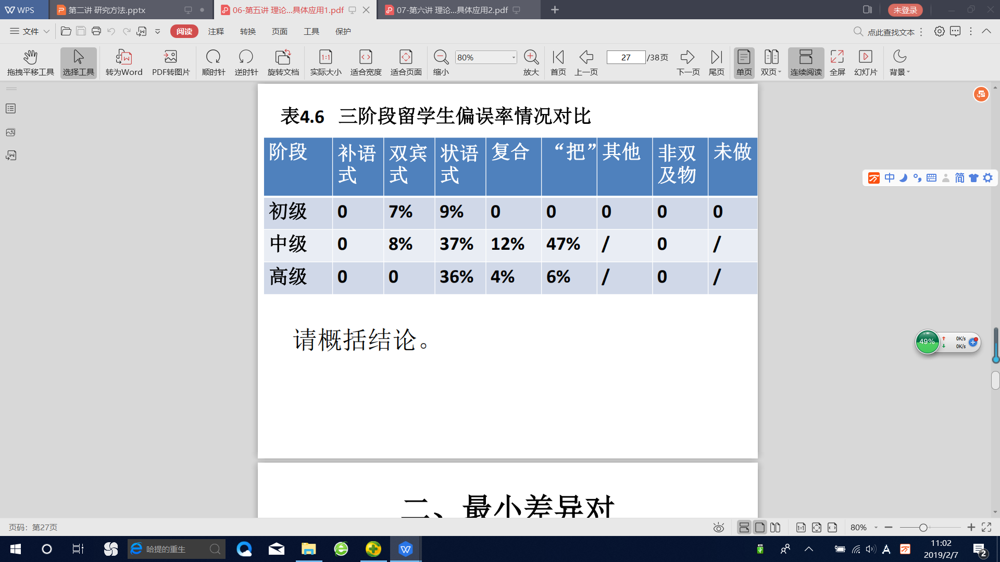 WPS 第二讲 研究方法.pptx 06-第五讲 理论...具体应用1.pdf 07-第六讲 理论...具体应用2.pdf 未登录
文件 阅读 注释 转换 页面 工具 保护 点此查找文本
拖拽平移工具 选择工具 转为Word PDF转图片 顺时针 逆时针 旋转文档 实际大小 适合宽度 适合页面 缩小 80% 放大 首页 上一页 27 /38页 下一页 尾页 单页 双页 连续阅读 全屏 幻灯片 背景
表4.6 三阶段留学生偏误率情况对比
阶段 补语式 双宾式 状语式 复合 “把” 其他 非双及物 未做
初级 0 7% 9% 0 0 0 0 0
中级 0 8% 37% 12% 47% / 0 /
高级 0 0 36% 4% 6% / 0 /
请概括结论。
二、最小差异对
中 简
49% 0K/s
0K/s
页码：第27页 80%
哈提的重生
11:02
2019/2/7
2